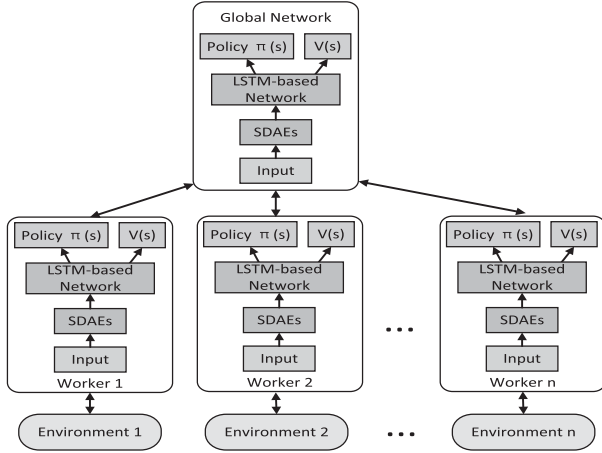 Global Network
Policy π (s)
V(s)
LSTM-based
Network
SDAEs
Input
Policy π (s)
V(s)
LSTM-based
Network
SDAEs
Input
Worker 1
Policy π (s)
V(s)
LSTM-based
Network
SDAEs
Input
Worker 2
...
Policy π (s)
V(s)
LSTM-based
Network
SDAEs
Input
Worker n
Environment 1
Environment 2
...
Environment n